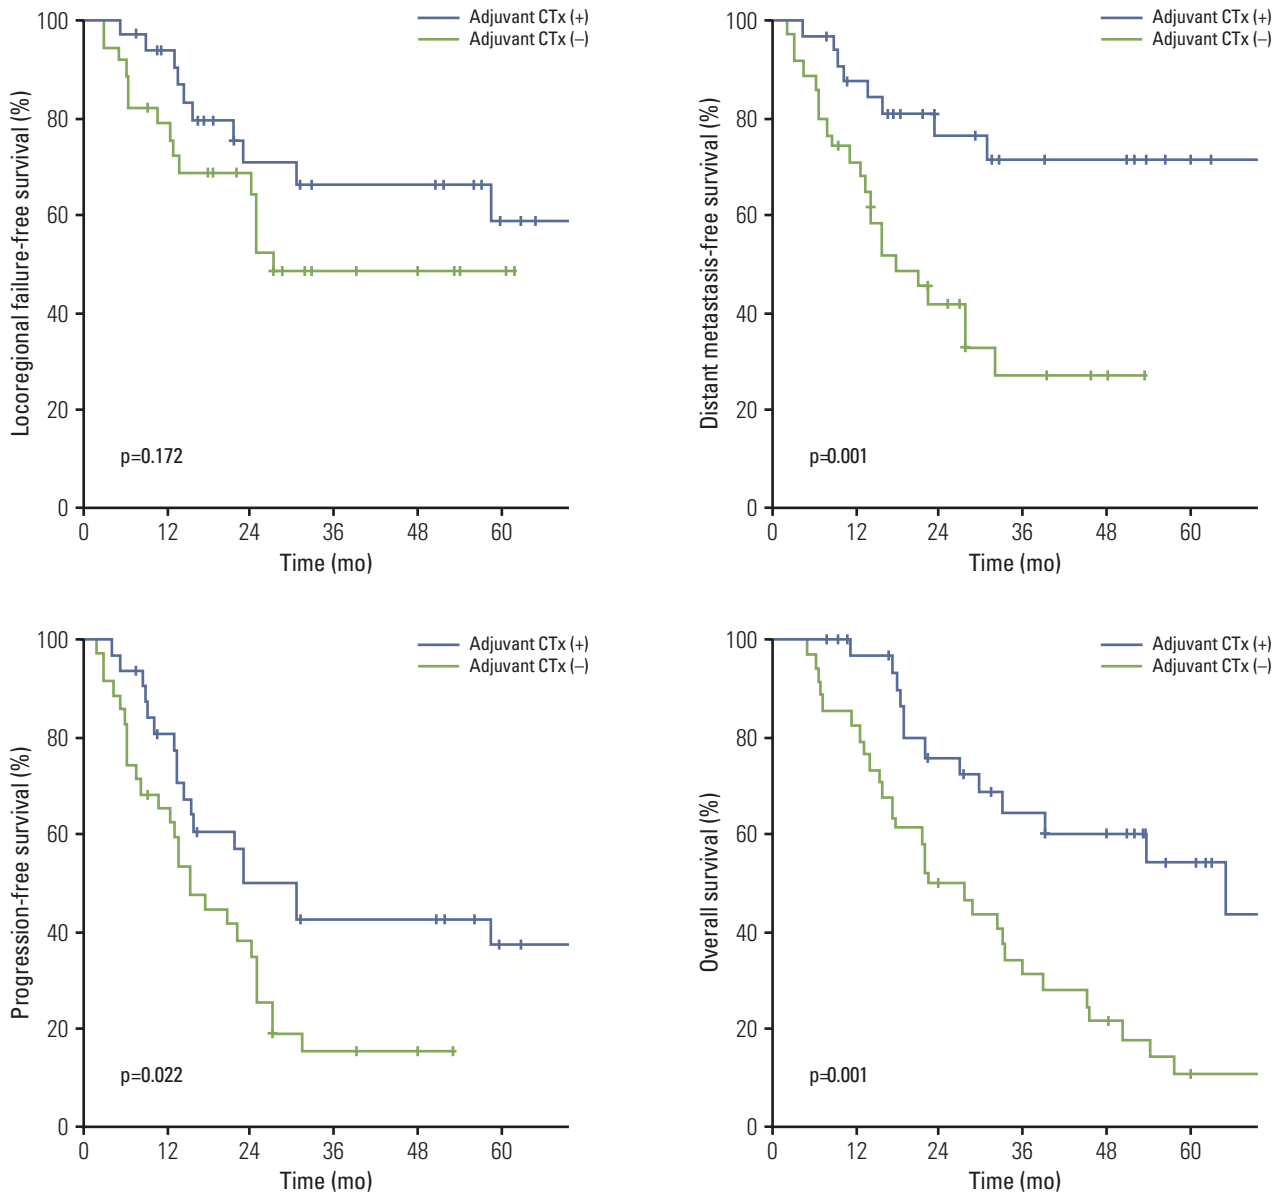 Adjuvant CTx (+)
Adjuvant CTx (–)
Locoregional failure-free survival (%)
100
80
60
40
20
0
p=0.172
0 12 24 36 48 60
Time (mo)
Adjuvant CTx (+)
Adjuvant CTx (–)
Distant metastasis-free survival (%)
100
80
60
40
20
0
p=0.001
0 12 24 36 48 60
Time (mo)
Adjuvant CTx (+)
Adjuvant CTx (–)
Progression-free survival (%)
100
80
60
40
20
0
p=0.022
0 12 24 36 48 60
Time (mo)
Adjuvant CTx (+)
Adjuvant CTx (–)
Overall survival (%)
100
80
60
40
20
0
p=0.001
0 12 24 36 48 60
Time (mo)